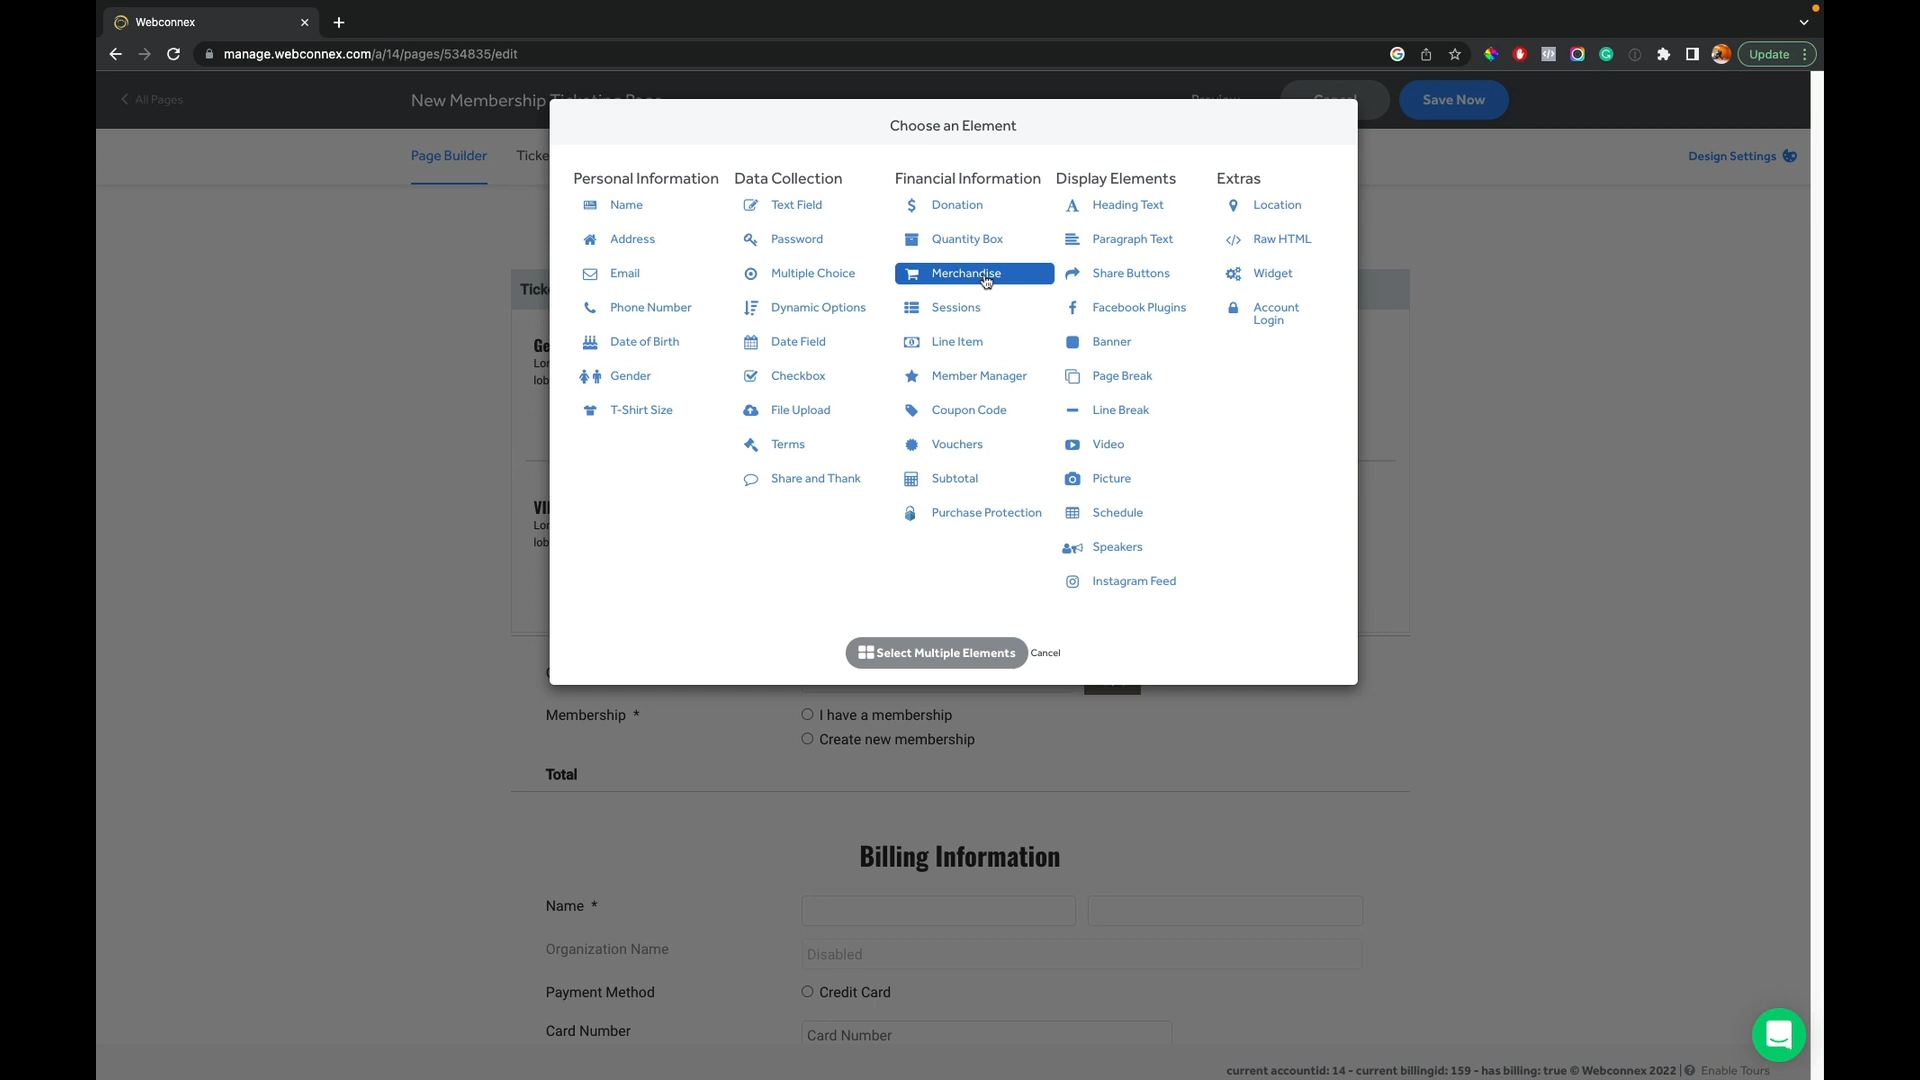 Webconnex
manage.webconnex.com/a/14/pages/534835/edit
Update
All Pages
New Membership Ticketing Page
Preview
Cancel
Save Now
Page Builder
Ticke
Design Settings
Choose an Element
Personal Information
Name
Address
Email
Phone Number
Date of Birth
Gender
T-Shirt Size
Data Collection
Text Field
Password
Multiple Choice
Dynamic Options
Date Field
Checkbox
File Upload
Terms
Share and Thank
Financial Information
Donation
Quantity Box
Merchandise
Sessions
Line Item
Member Manager
Coupon Code
Vouchers
Subtotal
Purchase Protection
Display Elements
Heading Text
Paragraph Text
Share Buttons
Facebook Plugins
Banner
Page Break
Line Break
Video
Picture
Schedule
Speakers
Instagram Feed
Extras
Location
Raw HTML
Widget
Account
Login
Select Multiple Elements
Cancel
Ticke
Ge
Lor
lob
VII
Lor
lob
Membership *
I have a membership
Create new membership
Total
Billing Information
Name *
Organization Name
Disabled
Payment Method
Credit Card
Card Number
Card Number
current accountid: 14 - current billingid: 159 - has billing: true © Webconnex 2022 | Enable Tours